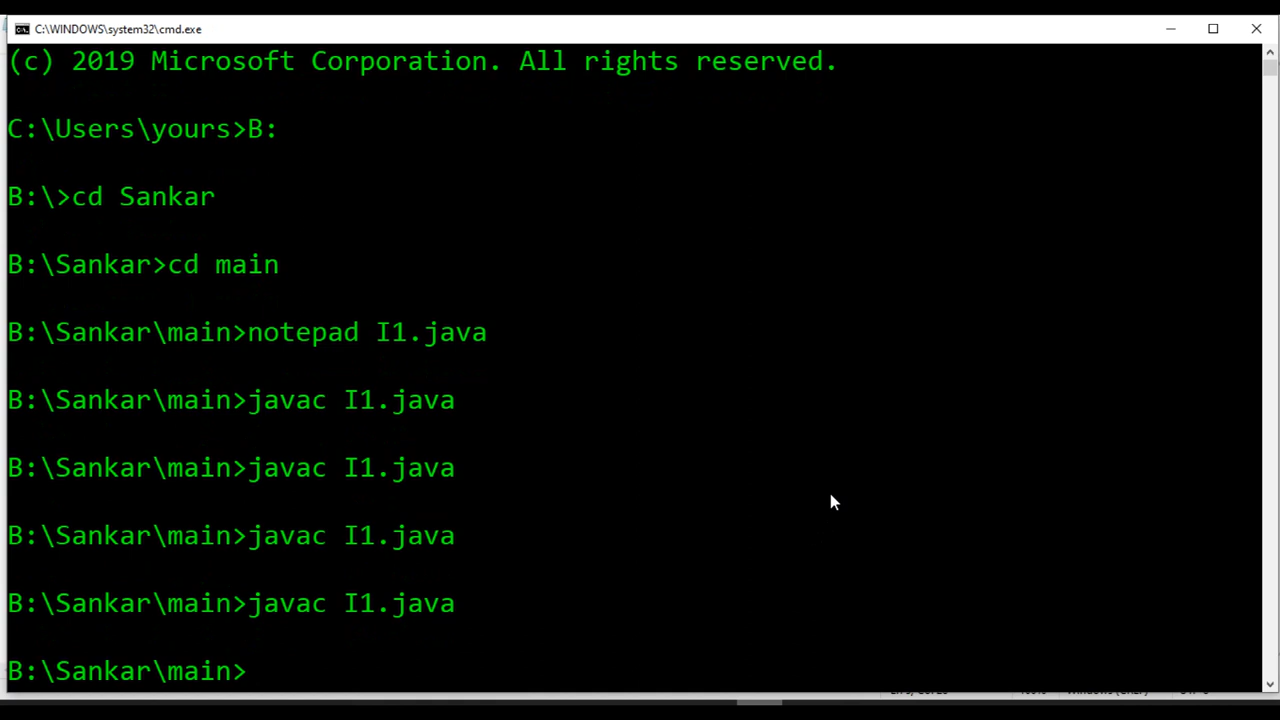 C:\WINDOWS\system32\cmd.exe
(c) 2019 Microsoft Corporation. All rights reserved.
C:\Users\yours>B:
B:\>cd Sankar
B:\Sankar>cd main
B:\Sankar\main>notepad I1.java
B:\Sankar\main>javac I1.java
B:\Sankar\main>javac I1.java
B:\Sankar\main>javac I1.java
B:\Sankar\main>javac I1.java
B:\Sankar\main>